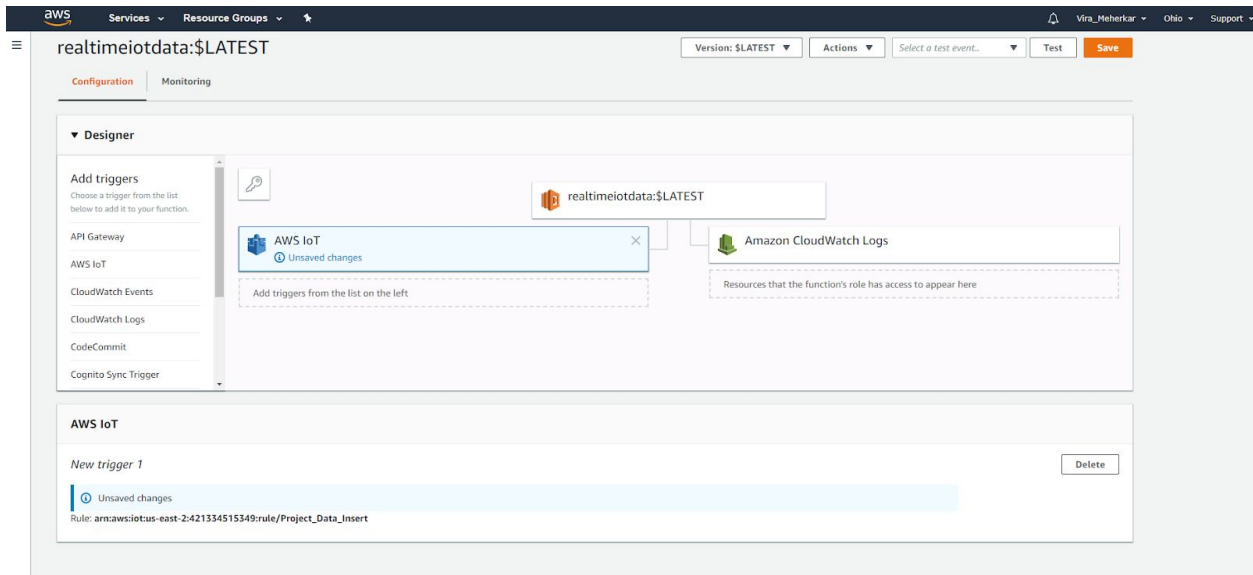 aws Services Resource Groups Vira_Meherkar Ohio Support
realtimeiotdata:$LATEST Version: $LATEST Actions Select a test event.. Test Save
Configuration Monitoring
Designer
Add triggers
Choose a trigger from the list
below to add it to your function.
API Gateway
AWS IoT
CloudWatch Events
CloudWatch Logs
CodeCommit
Cognito Sync Trigger
realtimeiotdata:$LATEST
AWS IoT
Unsaved changes
Add triggers from the list on the left
Amazon CloudWatch Logs
Resources that the function's role has access to appear here
AWS IoT
New trigger 1 Delete
Unsaved changes
Rule: arn:aws:iot:us-east-2:421334515349:rule/Project_Data_Insert